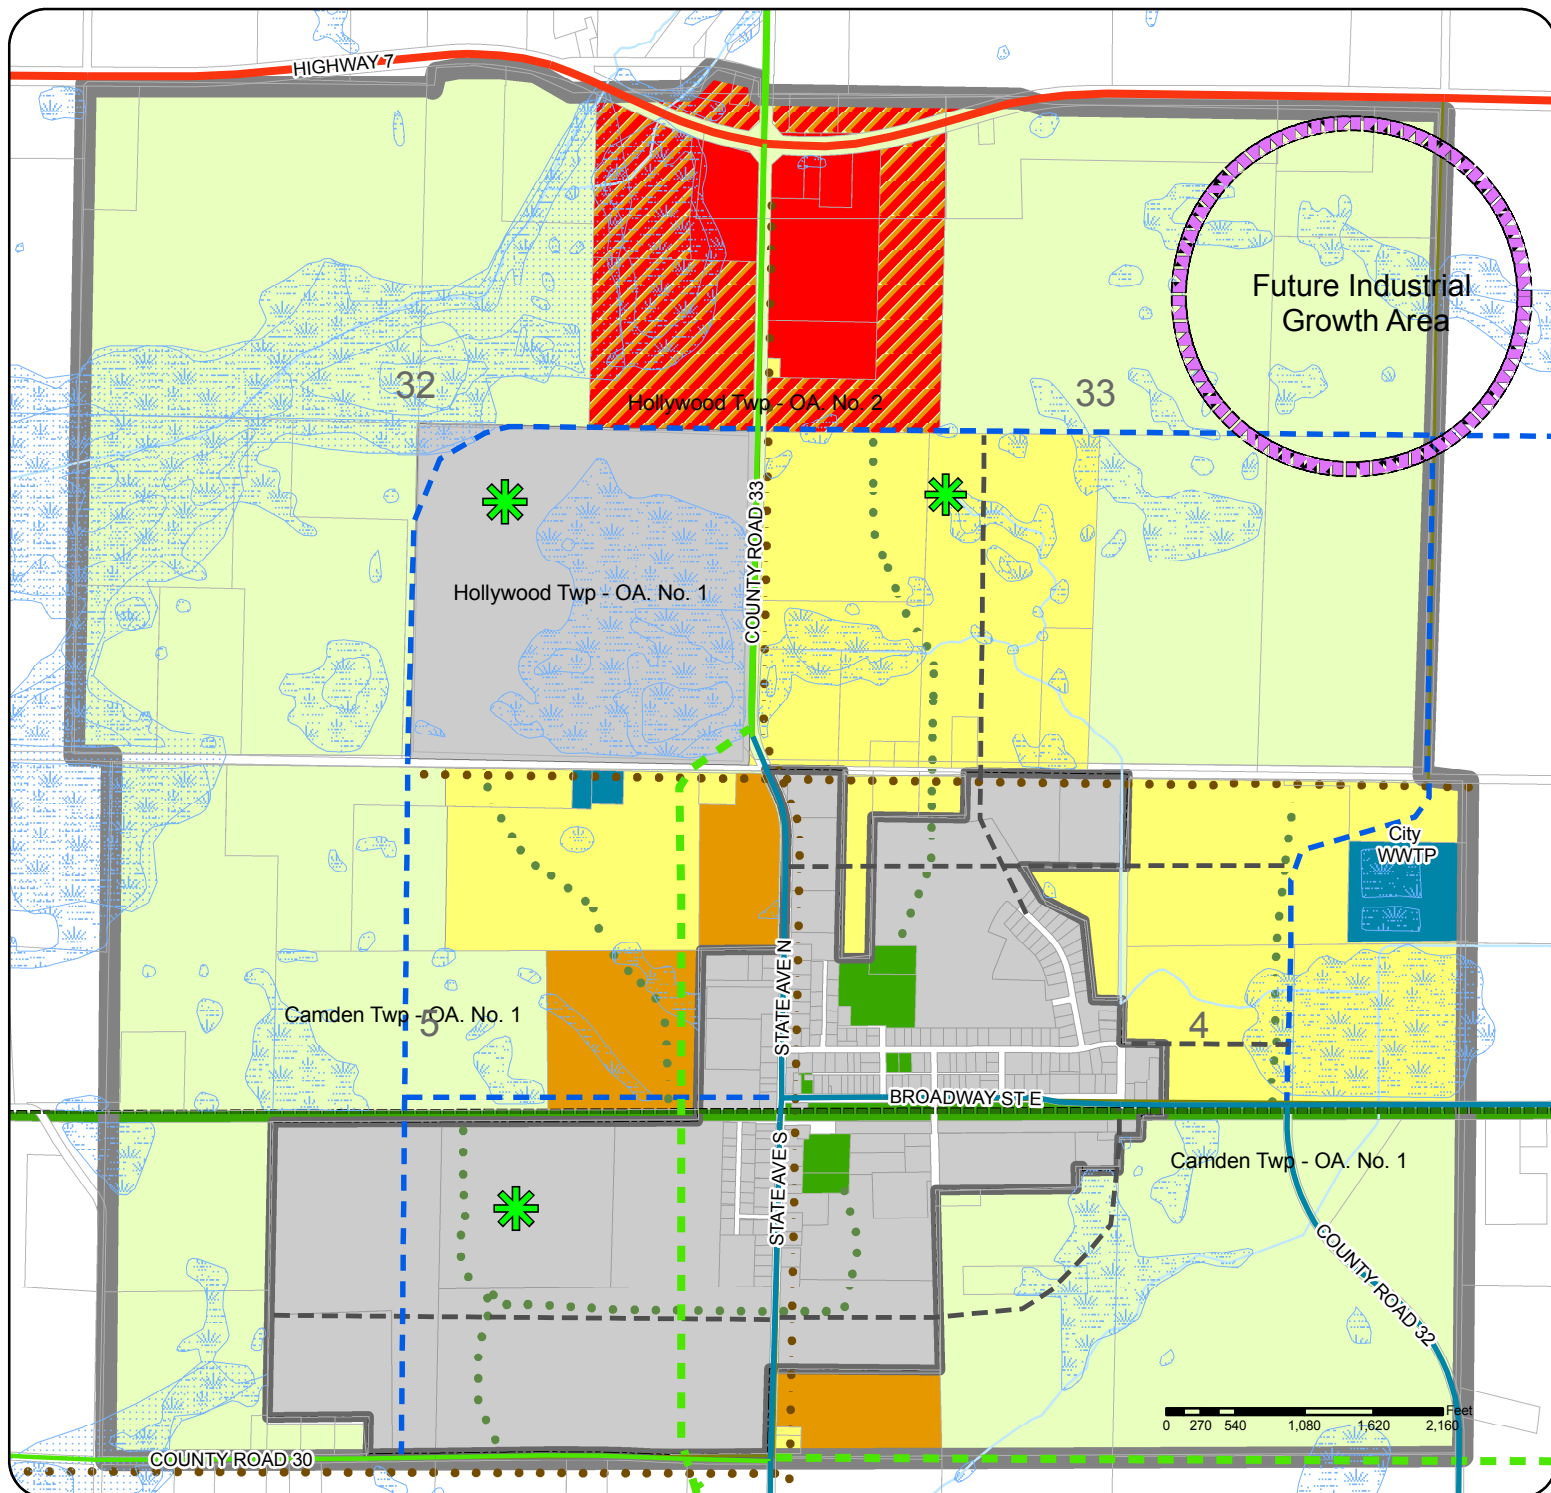 HIGHWAY 7
Future Industrial
Growth Area
32
33
Hollywood Twp - OA. No. 2
COUNTY ROAD 33
Hollywood Twp - OA. No. 1
City
WWTP
STATE AVE N
Camden Twp - OA. No. 1
5
4
BROADWAY ST E
STATE AVE S
Camden Twp - OA. No. 1
COUNTY ROAD 32
Feet
0 270 540 1,080 1,620 2,160
COUNTY ROAD 30